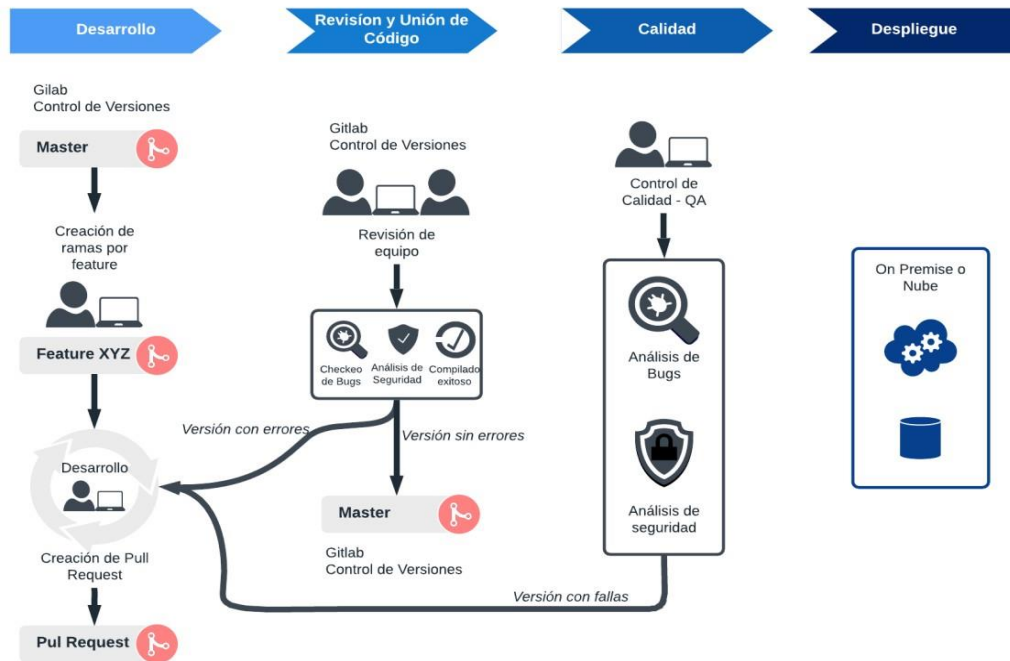 Desarrollo
Revisíon y Unión de
Código
Calidad
Despliegue
Gilab
Control de Versiones
Master
Creación de
ramas por
feature
Feature XYZ
Desarrollo
Creación de Pull
Request
Pul Request
Gitlab
Control de Versiones
Revisión de
equipo
Checkeo
de Bugs
Análisis de
Seguridad
Compilado
exitoso
Versión con errores
Versión sin errores
Master
Gitlab
Control de Versiones
Control de
Calidad - QA
Análisis de
Bugs
Análisis de
seguridad
Versión con fallas
On Premise o
Nube